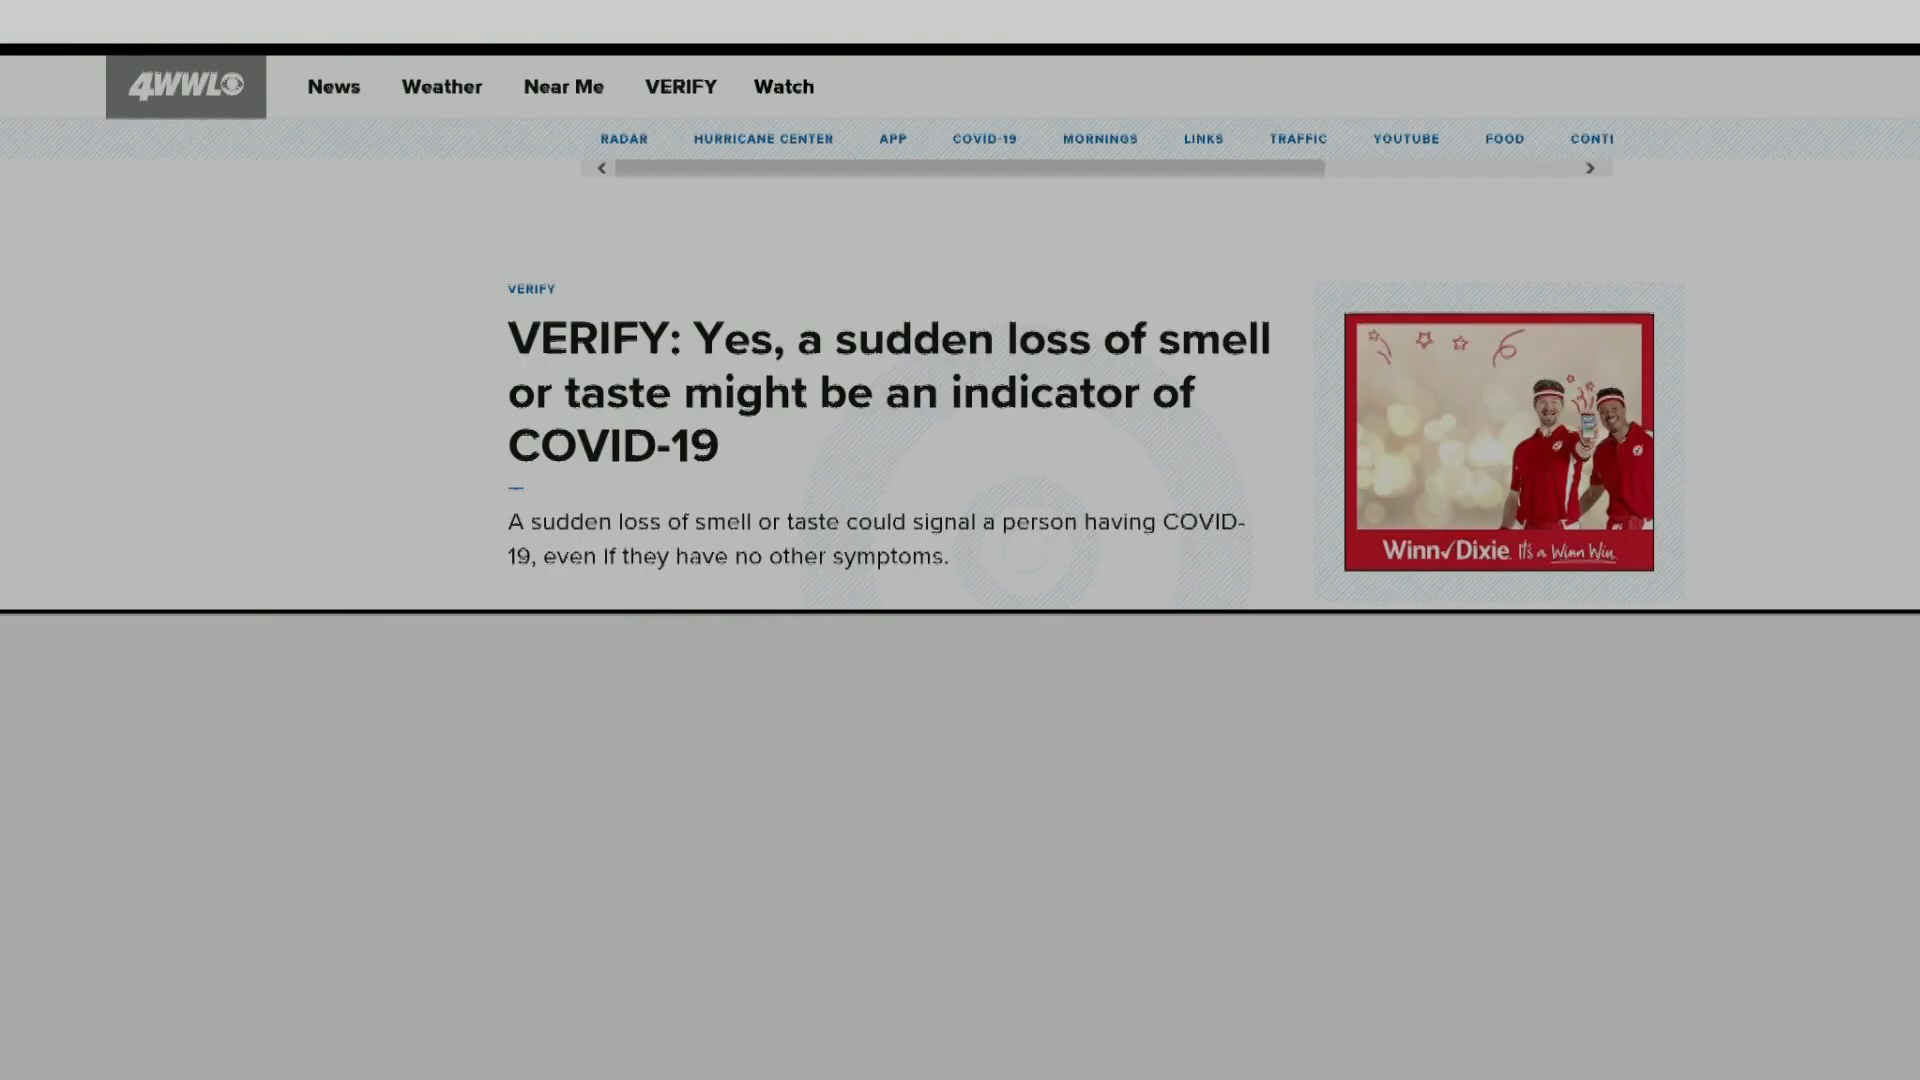 4WWL
News Weather Near Me VERIFY Watch
RADAR HURRICANE CENTER APP COVID-19 MORNINGS LINKS TRAFFIC YOUTUBE FOOD CONTI
VERIFY
VERIFY: Yes, a sudden loss of smell
or taste might be an indicator of
COVID-19
A sudden loss of smell or taste could signal a person having COVID-
19, even if they have no other symptoms.
Winn✓Dixie It's a Winn Win